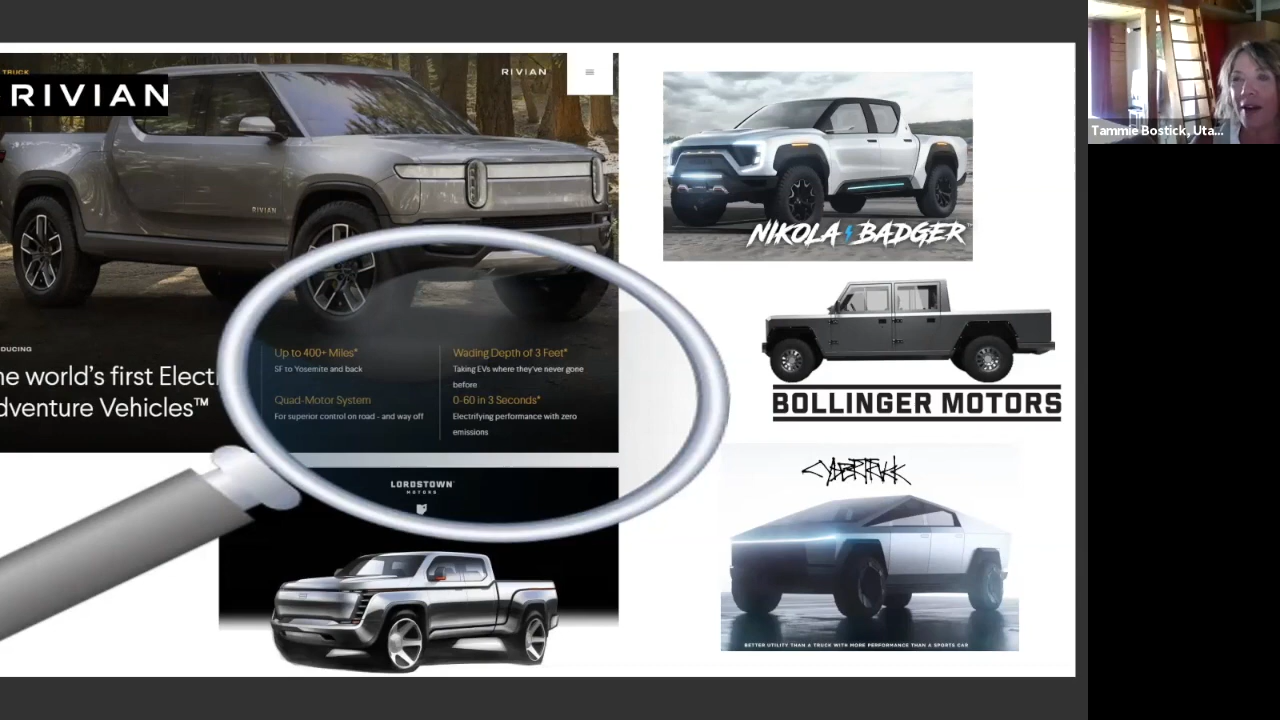 TRUCK
RIVIAN
RIVIAN
RIVIAN
DUCING
he world's first Elect
dventure Vehicles™
Up to 400+ Miles*
SF to Yosemite and back
Quad-Motor System
For superior control on road - and way off
Wading Depth of 3 Feet*
Taking EVs where they've never gone
before
0-60 in 3 Seconds*
Electrifying performance with zero
emissions
LORDSTOWN
MOTORS
NIKOLA BADGER™
BOLLINGER MOTORS
CYBERTRUCK
BETTER UTILITY THAN A TRUCK WITH MORE PERFORMANCE THAN A SPORTS CAR
Tammie Bostick, Uta...